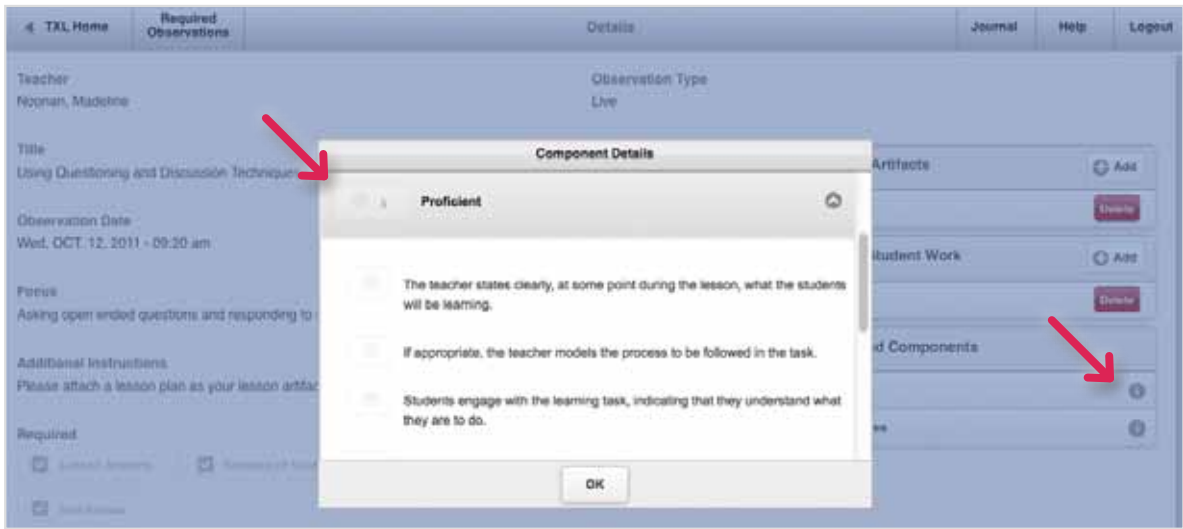 TXL Home
Required
Observations
Details
Journal
Help
Logout
Teacher
Noonan, Madeline
Observation Type
Live
Title
Using Questioning and Discussion Techniques
Observation Date
Wed, OCT. 12, 2011 - 09:20 am
Focus
Asking open ended questions and responding to
Additional Instructions
Please attach a lesson plan as your lesson artifac
Required
Component Details
Proficient
The teacher states clearly, at some point during the lesson, what the students
will be learning.
If appropriate, the teacher models the process to be followed in the task.
Students engage with the learning task, indicating that they understand what
they are to do.
OK
Artifacts
Add
Delete
Student Work
Add
Delete
d Components